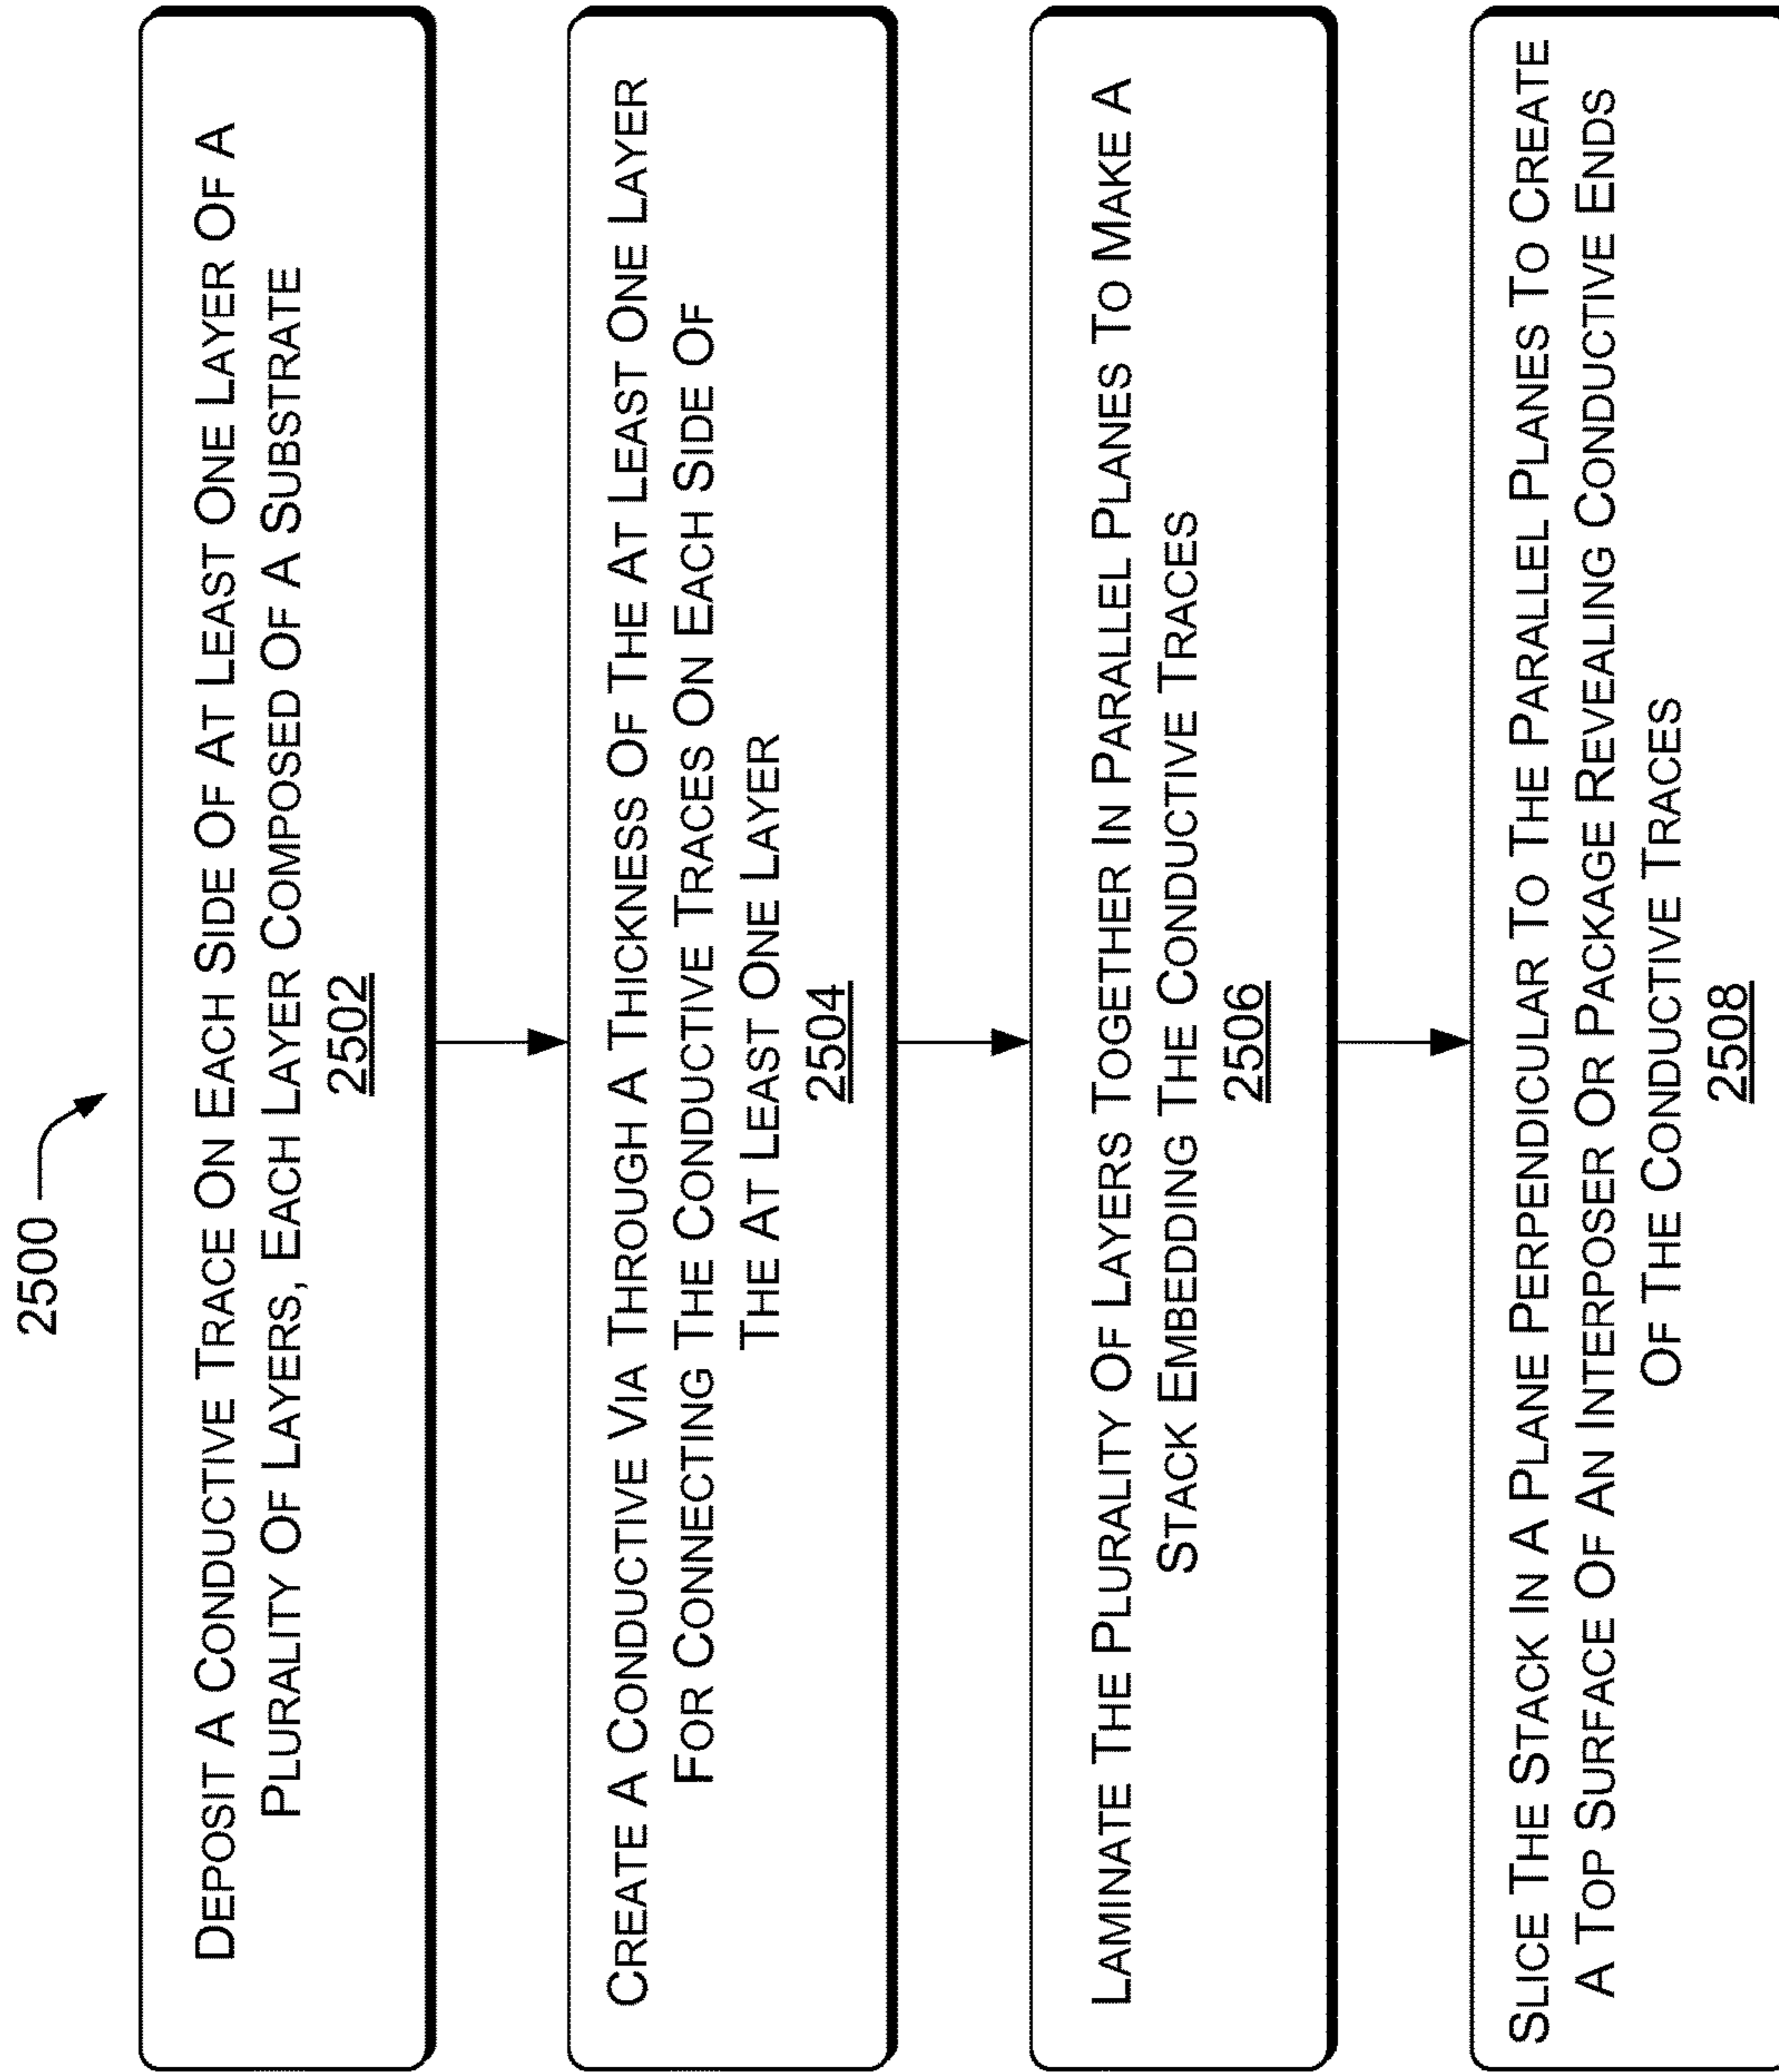 2500
DEPOSIT A CONDUCTIVE TRACE ON EACH SIDE OF AT LEAST ONE LAYER OF A
PLURALITY OF LAYERS, EACH LAYER COMPOSED OF A SUBSTRATE
2502
CREATE A CONDUCTIVE VIA THROUGH A THICKNESS OF THE AT LEAST ONE LAYER
FOR CONNECTING THE CONDUCTIVE TRACES ON EACH SIDE OF
THE AT LEAST ONE LAYER
2504
LAMINATE THE PLURALITY OF LAYERS TOGETHER IN PARALLEL PLANES TO MAKE A
STACK EMBEDDING THE CONDUCTIVE TRACES
2506
SLICE THE STACK IN A PLANE PERPENDICULAR TO THE PARALLEL PLANES TO CREATE
A TOP SURFACE OF AN INTERPOSER OR PACKAGE REVEALING CONDUCTIVE ENDS
OF THE CONDUCTIVE TRACES
2508